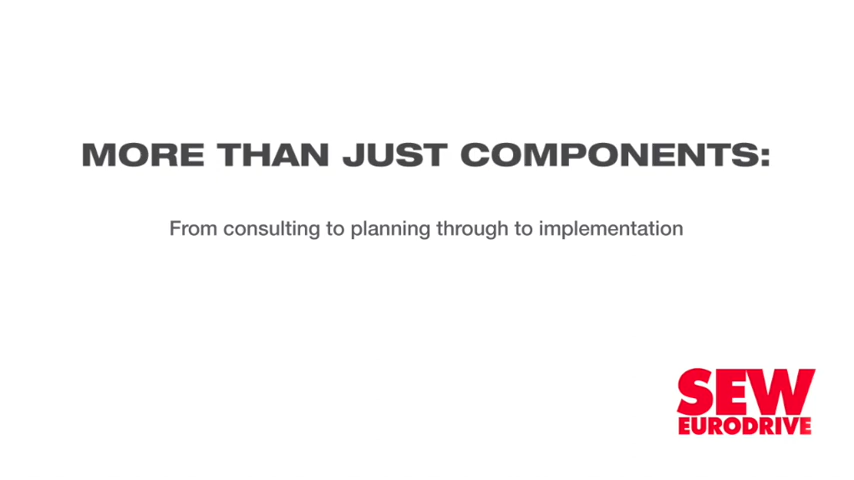 MORE THAN JUST COMPONENTS:
From consulting to planning through to implementation
SEW
EURODRIVE